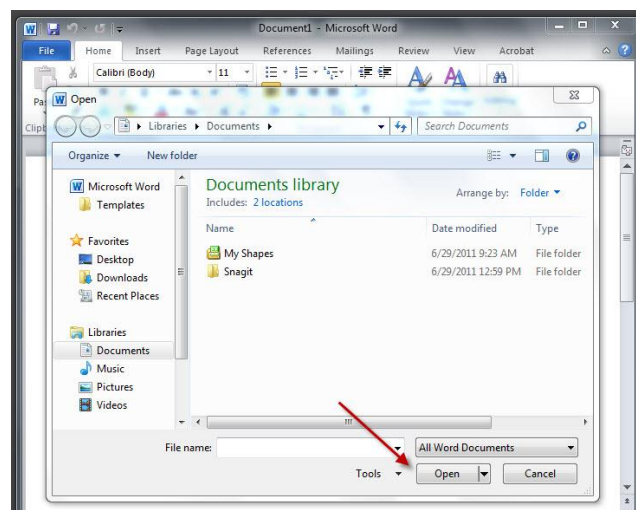 Document1 - Microsoft Word
File Home Insert Page Layout References Mailings Review View Acrobat
Calibri (Body) 11
Open
Libraries Documents Search Documents
Organize New folder
Microsoft Word
Templates
Favorites
Desktop
Downloads
Recent Places
Libraries
Documents
Music
Pictures
Videos
Documents library
Includes: 2 locations
Arrange by: Folder
Name Date modified Type
My Shapes 6/29/2011 9:23 AM File folder
Snagit 6/29/2011 12:59 PM File folder
File name: All Word Documents
Tools Open Cancel